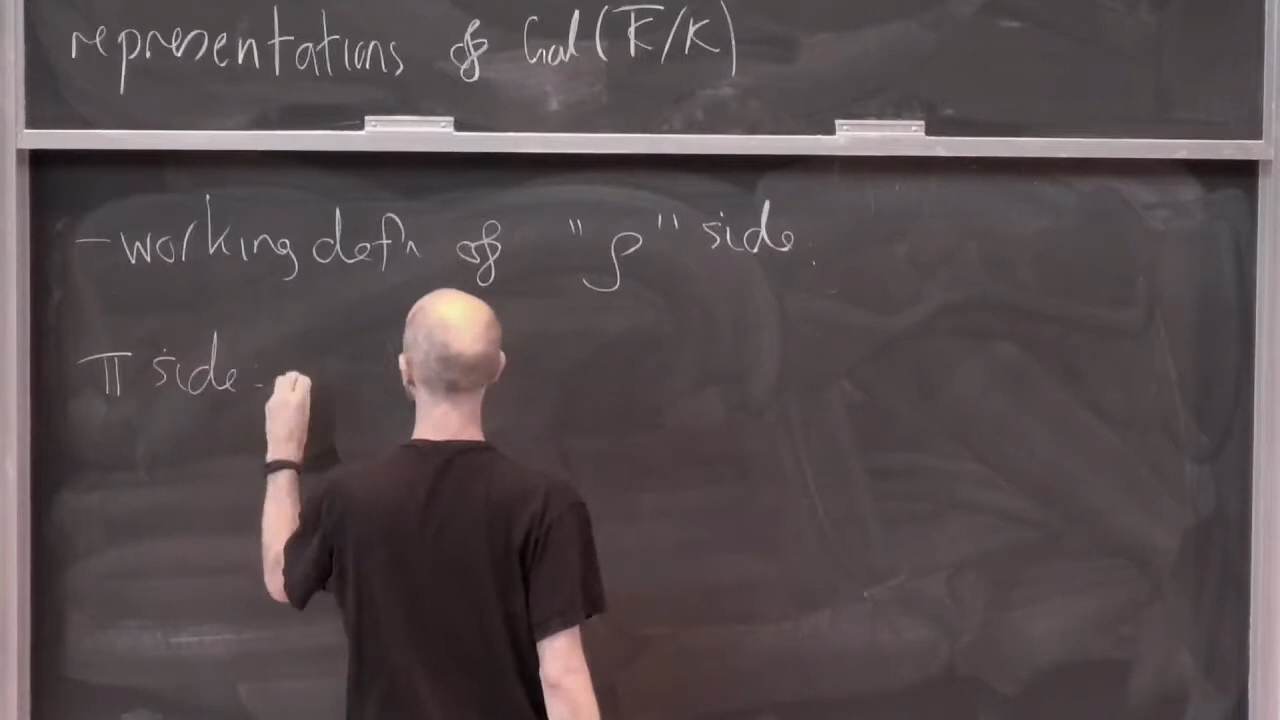 representations of Gal(K̅/K)
- working defn of "ρ" side.
π side: